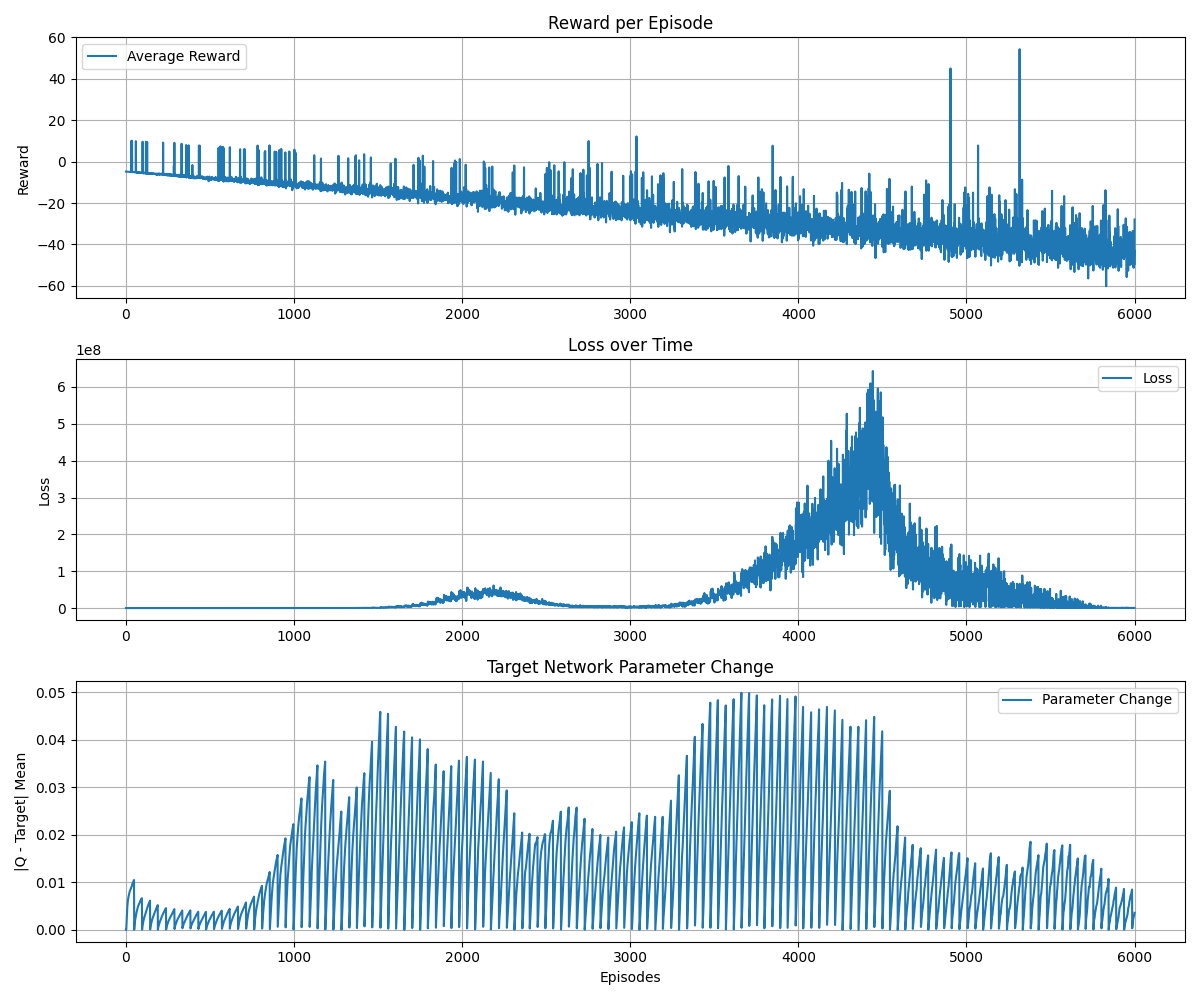 Reward per Episode
Average Reward
Reward
60
40
20
0
−20
−40
−60
0 1000 2000 3000 4000 5000 6000
Loss over Time
1e8
Loss
Loss
6
5
4
3
2
1
0
0 1000 2000 3000 4000 5000 6000
Target Network Parameter Change
Parameter Change
|Q - Target| Mean
0.05
0.04
0.03
0.02
0.01
0.00
0 1000 2000 3000 4000 5000 6000
Episodes